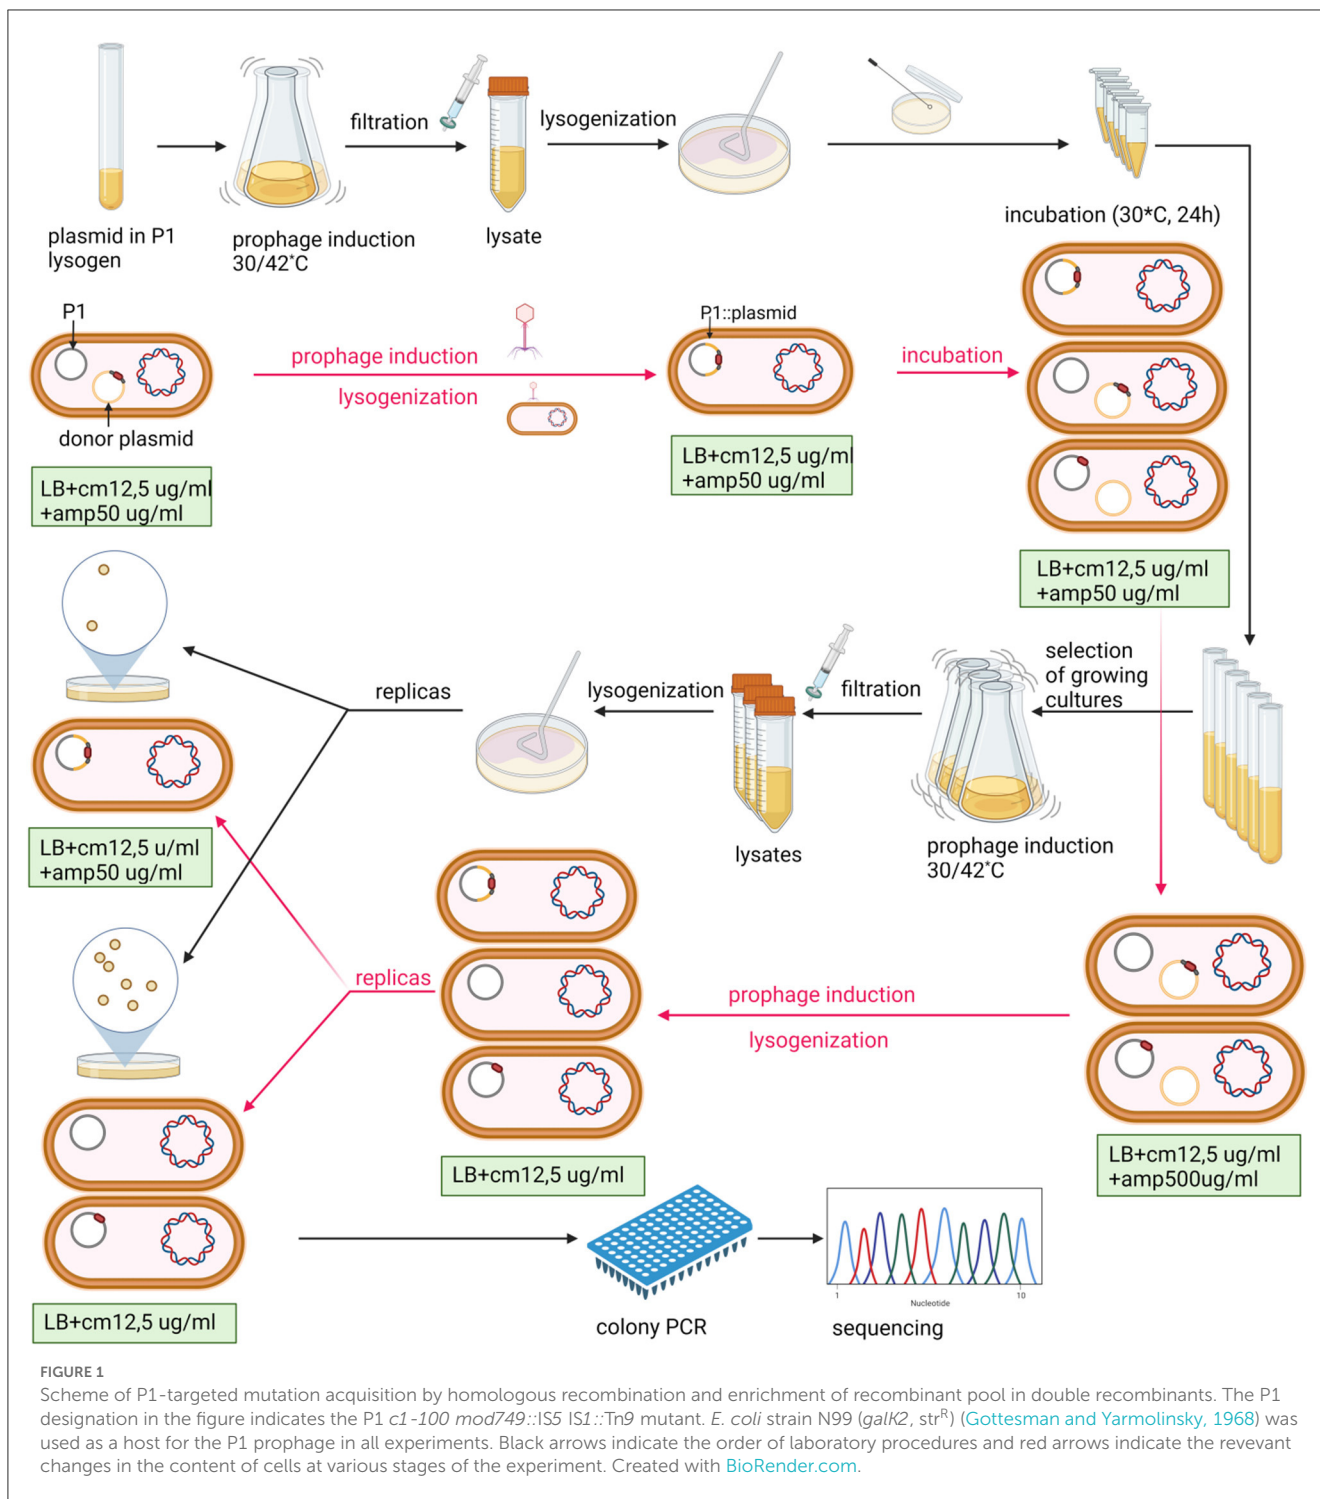 filtration
lysogenization
plasmid in P1
lysogen
prophage induction
30/42°C
lysate
incubation (30*C, 24h)
P1
donor plasmid
LB+cm12,5 ug/ml
+amp50 ug/ml
prophage induction
lysogenization
P1::plasmid
LB+cm12,5 ug/ml
+amp50 ug/ml
incubation
LB+cm12,5 ug/ml
+amp50 ug/ml
selection
of growing
cultures
filtration
lysogenization
replicas
prophage induction
30/42°C
lysates
LB+cm12,5 u/ml
+amp50 ug/ml
replicas
prophage induction
lysogenization
LB+cm12,5 ug/ml
+amp500ug/ml
LB+cm12,5 ug/ml
LB+cm12,5 ug/ml
colony PCR
1
Nucleotide
10
sequencing
FIGURE 1
Scheme of P1-targeted mutation acquisition by homologous recombination and enrichment of recombinant pool in double recombinants. The P1
designation in the figure indicates the P1 c1-100 mod749::IS5 IS1::Tn9 mutant. E. coli strain N99 (galK2, strR) (Gottesman and Yarmolinsky, 1968) was
used as a host for the P1 prophage in all experiments. Black arrows indicate the order of laboratory procedures and red arrows indicate the revevant
changes in the content of cells at various stages of the experiment. Created with BioRender.com.